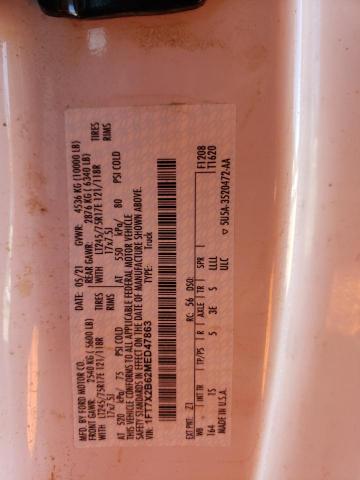 MFD. BY FORD MOTOR CO.
DATE: 05/21 GVWR: 4536 KG (10000 LB)
FRONT GAWR: 2540 KG (5600 LB) REAR GAWR: 2876 KG (6340 LB)
WITH LT245/75R17E 121/118R TIRES WITH LT245/75R17E 121/118R TIRES
17x7.5J RIMS 17x7.5J RIMS
AT 520 kPa/ 75 PSI COLD AT 550 kPa/ 80 PSI COLD
THIS VEHICLE CONFORMS TO ALL APPLICABLE FEDERAL MOTOR VEHICLE
SAFETY STANDARDS IN EFFECT ON THE DATE OF MANUFACTURE SHOWN ABOVE.
VIN: 1FT7X2B62MED47863 TYPE: Truck
F1208
T1620
EXT PNT: Z1 RC: 56 DSO:
WB INT TR TP/PS R AXLE TR SPR
164 TS 5 3E S LLLL
ULC
MADE IN U.S.A. ▽ 5U5A-3520472-AA